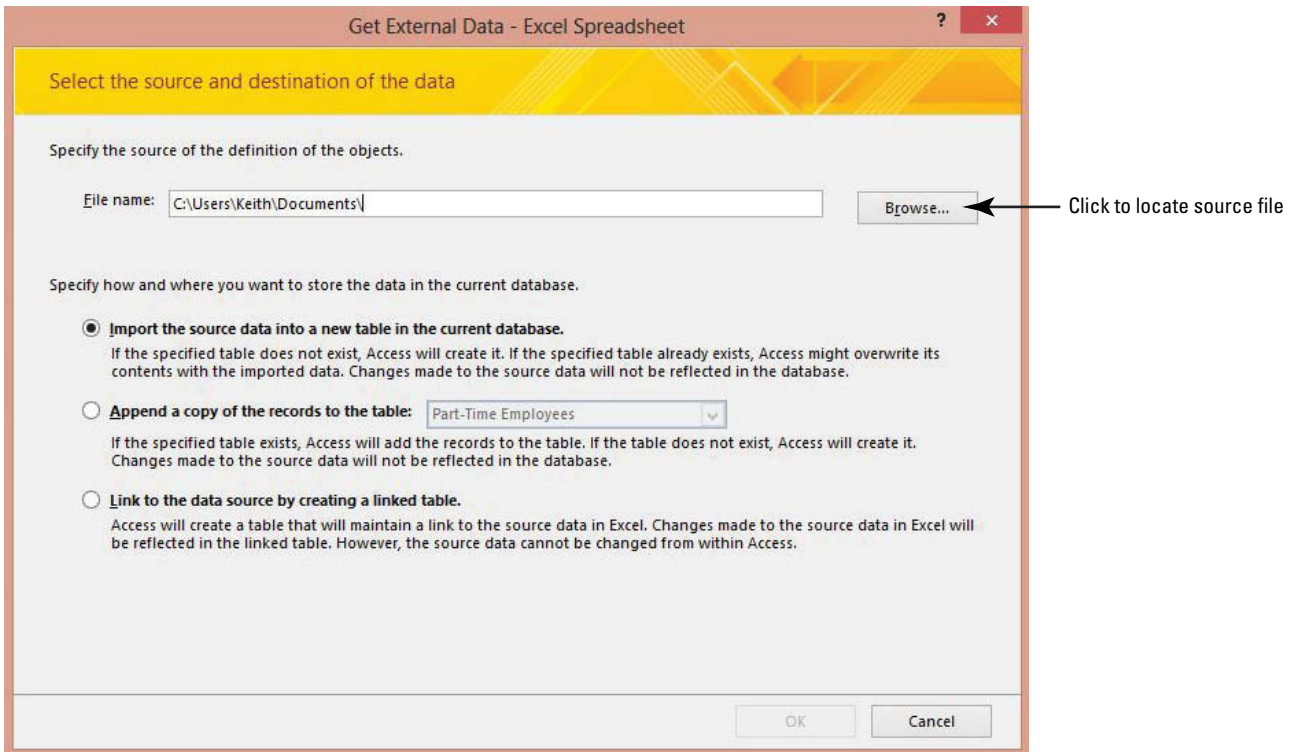 Get External Data - Excel Spreadsheet
?
×
Select the source and destination of the data
Specify the source of the definition of the objects.
File name: C:\Users\Keith\Documents\
Browse...
Click to locate source file
Specify how and where you want to store the data in the current database.
Import the source data into a new table in the current database.
If the specified table does not exist, Access will create it. If the specified table already exists, Access might overwrite its
contents with the imported data. Changes made to the source data will not be reflected in the database.
Append a copy of the records to the table: Part-Time Employees
If the specified table exists, Access will add the records to the table. If the table does not exist, Access will create it.
Changes made to the source data will not be reflected in the database.
Link to the data source by creating a linked table.
Access will create a table that will maintain a link to the source data in Excel. Changes made to the source data in Excel will
be reflected in the linked table. However, the source data cannot be changed from within Access.
OK
Cancel